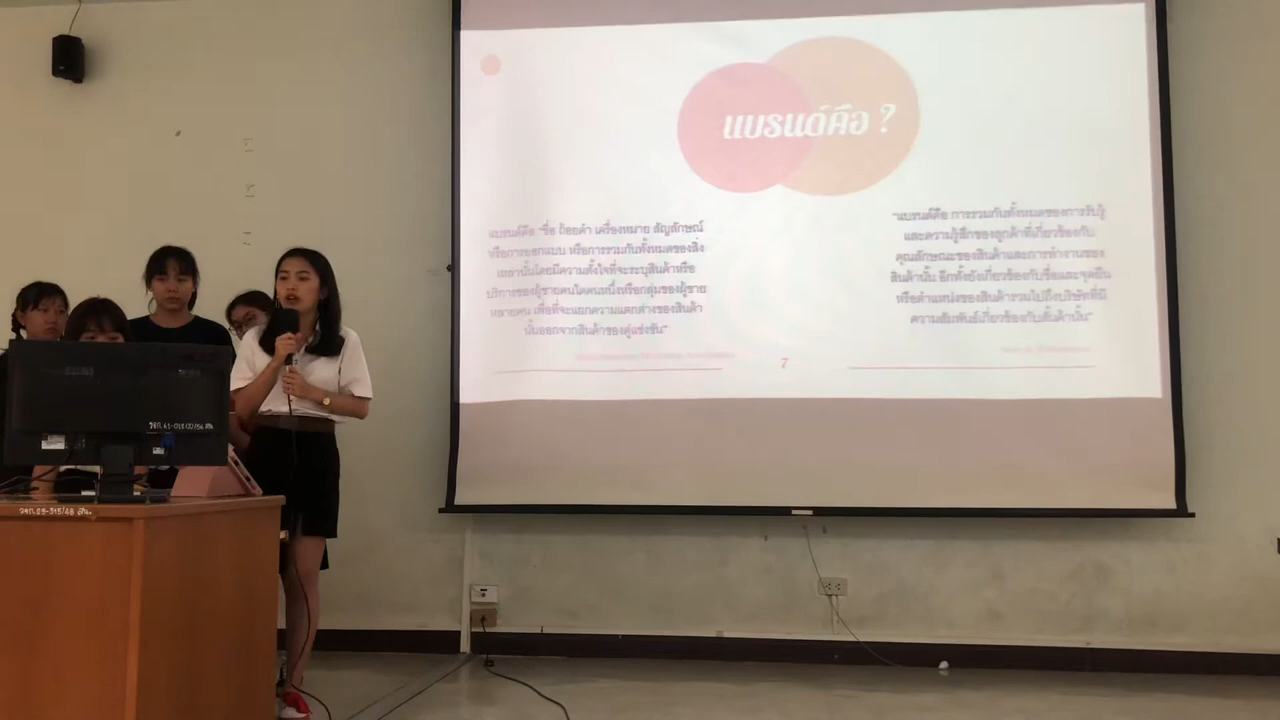 แบรนด์คือ ?
แบรนด์คือ "ชื่อ ถ้อยคำ เครื่องหมาย สัญลักษณ์
หรือการออกแบบ หรือการรวมกันทั้งหมดของสิ่ง
เหล่านั้นโดยมีความตั้งใจที่จะระบุสินค้าหรือ
บริการของผู้ขายคนใดคนหนึ่งหรือกลุ่มของผู้ขาย
หลายคน เพื่อที่จะแยกความแตกต่างของสินค้า
นั้นออกจากสินค้าของคู่แข่งขัน"
"แบรนด์คือ การรวมกันทั้งหมดของการรับรู้
และความรู้สึกของลูกค้าที่เกี่ยวข้องกับ
คุณลักษณะของสินค้าและการทำงานของ
สินค้านั้น อีกทั้งยังเกี่ยวข้องกับชื่อและจุดยืน
หรือตำแหน่งของสินค้ารวมไปถึงบริษัทที่มี
ความสัมพันธ์เกี่ยวข้องกับสินค้านั้น"
7